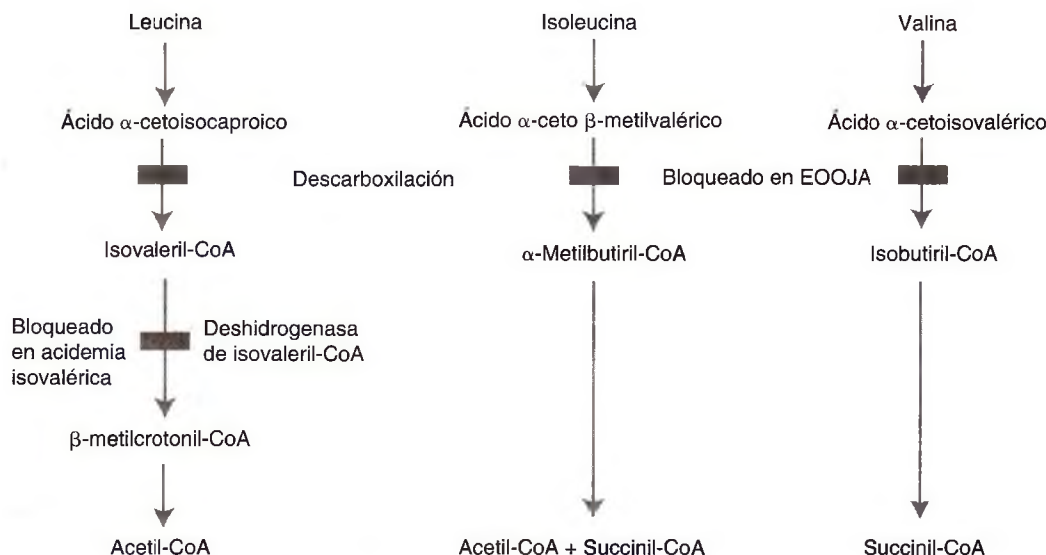 Leucina
Isoleucina
Valina
Ácido α-cetoisocaproico
Ácido α-ceto β-metilvalérico
Ácido α-cetoisovalérico
Descarboxilación
Bloqueado en EOOJA
Isovaleril-CoA
α-Metilbutiril-CoA
Isobutiril-CoA
Bloqueado
en acidemia
isovalérica
Deshidrogenasa
de isovaleril-CoA
β-metilcrotonil-CoA
Acetil-CoA
Acetil-CoA + Succinil-CoA
Succinil-CoA